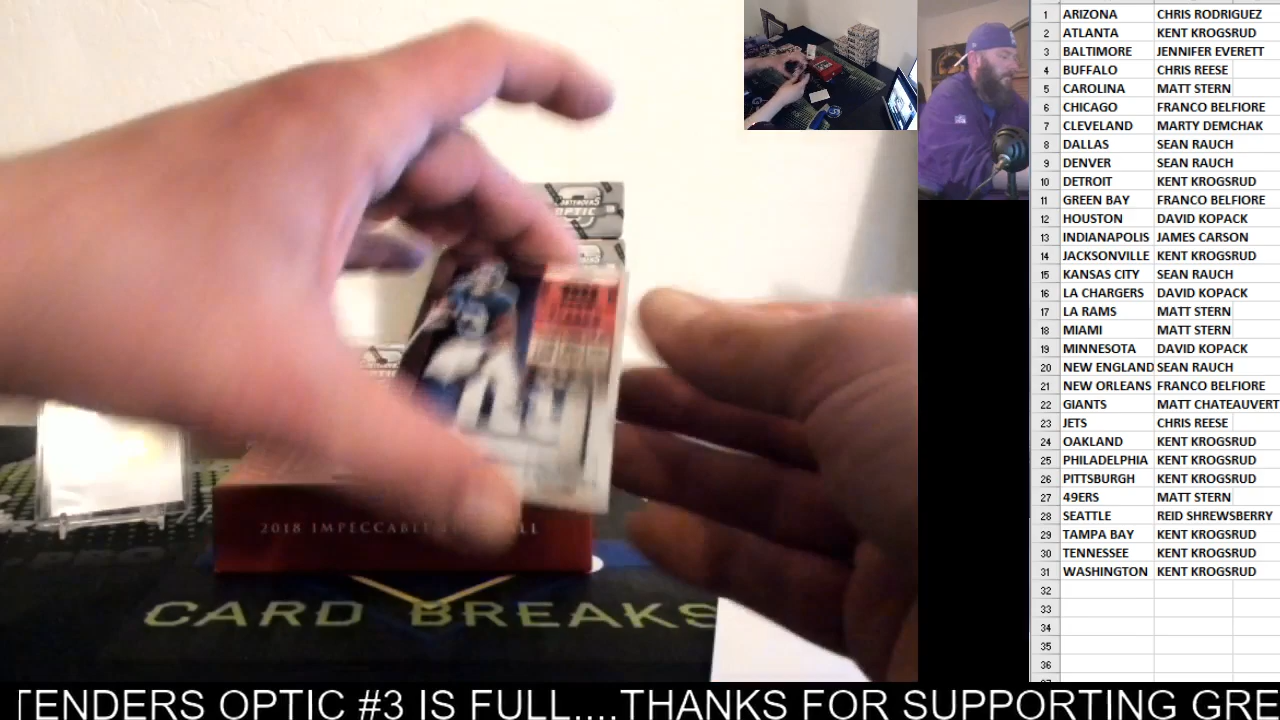 CONTENDERS
OPTIC
2018 IMPECCABLE
CARD BREAKS
1 ARIZONA CHRIS RODRIGUEZ
2 ATLANTA KENT KROGSRUD
3 BALTIMORE JENNIFER EVERETT
4 BUFFALO CHRIS REESE
5 CAROLINA MATT STERN
6 CHICAGO FRANCO BELFIORE
7 CLEVELAND MARTY DEMCHAK
8 DALLAS SEAN RAUCH
9 DENVER SEAN RAUCH
10 DETROIT KENT KROGSRUD
11 GREEN BAY FRANCO BELFIORE
12 HOUSTON DAVID KOPACK
13 INDIANAPOLIS JAMES CARSON
14 JACKSONVILLE KENT KROGSRUD
15 KANSAS CITY SEAN RAUCH
16 LA CHARGERS DAVID KOPACK
17 LA RAMS MATT STERN
18 MIAMI MATT STERN
19 MINNESOTA DAVID KOPACK
20 NEW ENGLAND SEAN RAUCH
21 NEW ORLEANS FRANCO BELFIORE
22 GIANTS MATT CHATEAUVERT
23 JETS CHRIS REESE
24 OAKLAND KENT KROGSRUD
25 PHILADELPHIA KENT KROGSRUD
26 PITTSBURGH KENT KROGSRUD
27 49ERS MATT STERN
28 SEATTLE REID SHREWSBERRY
29 TAMPA BAY KENT KROGSRUD
30 TENNESSEE KENT KROGSRUD
31 WASHINGTON KENT KROGSRUD
32
33
34
35
36
TENDERS OPTIC #3 IS FULL....THANKS FOR SUPPORTING GRE